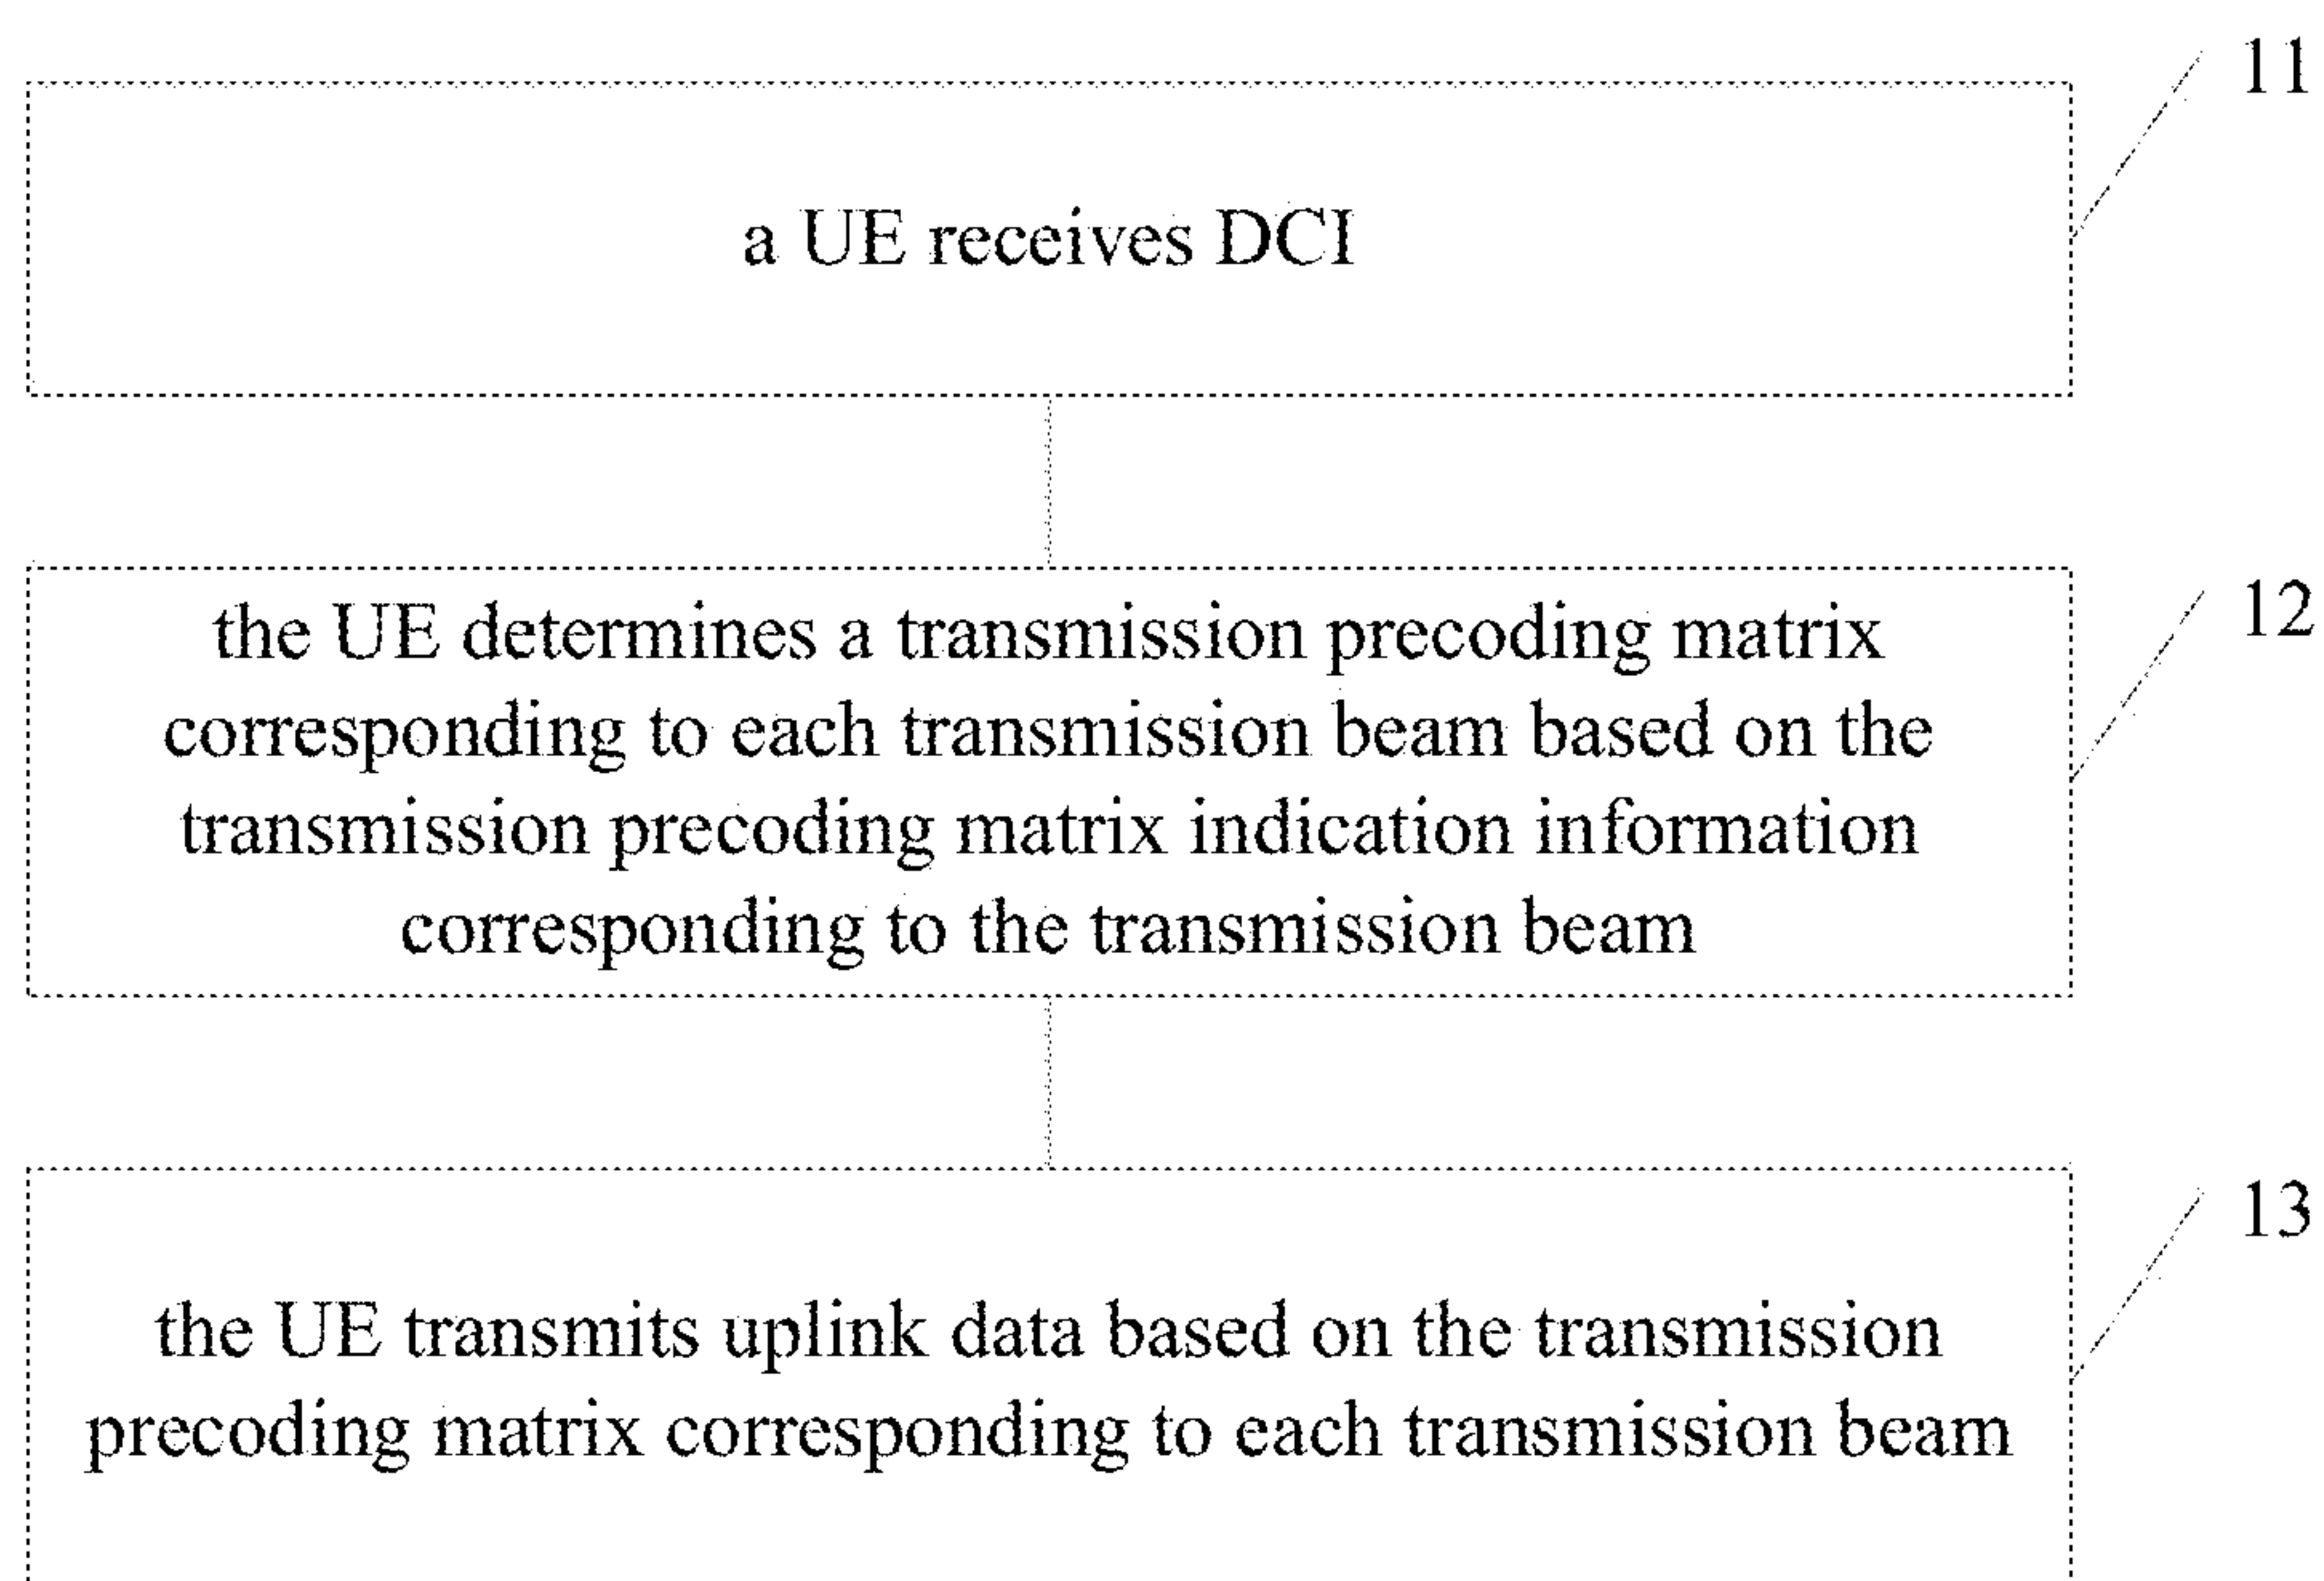 11
a UE receives DCI
12
the UE determines a transmission precoding matrix
corresponding to each transmission beam based on the
transmission precoding matrix indication information
corresponding to the transmission beam
13
the UE transmits uplink data based on the transmission
precoding matrix corresponding to each transmission beam